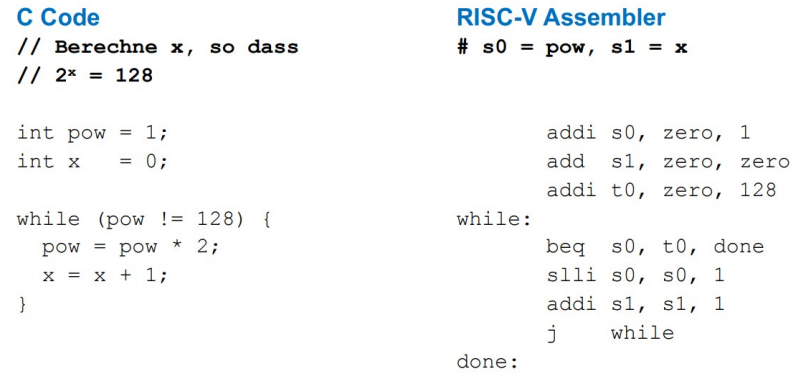 C Code
// Berechne x, so dass
// 2ˣ = 128
int pow = 1;
int x   = 0;
while (pow != 128) {
  pow = pow * 2;
  x = x + 1;
}
RISC-V Assembler
# s0 = pow, s1 = x
       addi s0, zero, 1
       add  s1, zero, zero
       addi t0, zero, 128
while:
       beq  s0, t0, done
       slli s0, s0, 1
       addi s1, s1, 1
       j    while
done: